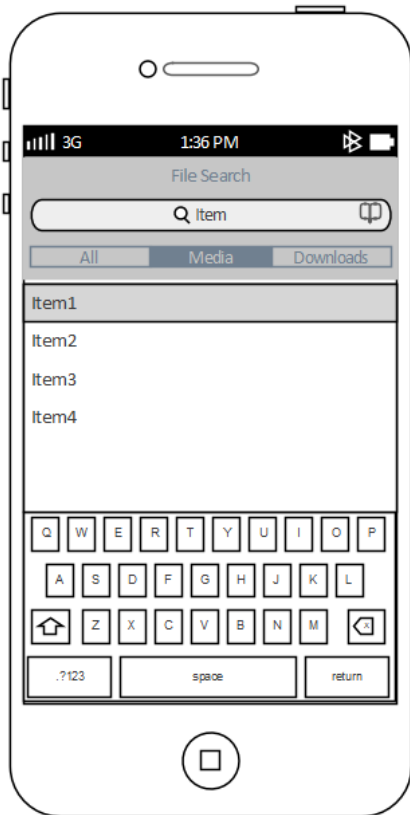 3G 1:36 PM
File Search
Item
All Media Downloads
Item1
Item2
Item3
Item4
Q W E R T Y U I O P
A S D F G H J K L
Z X C V B N M X
.?123 space return